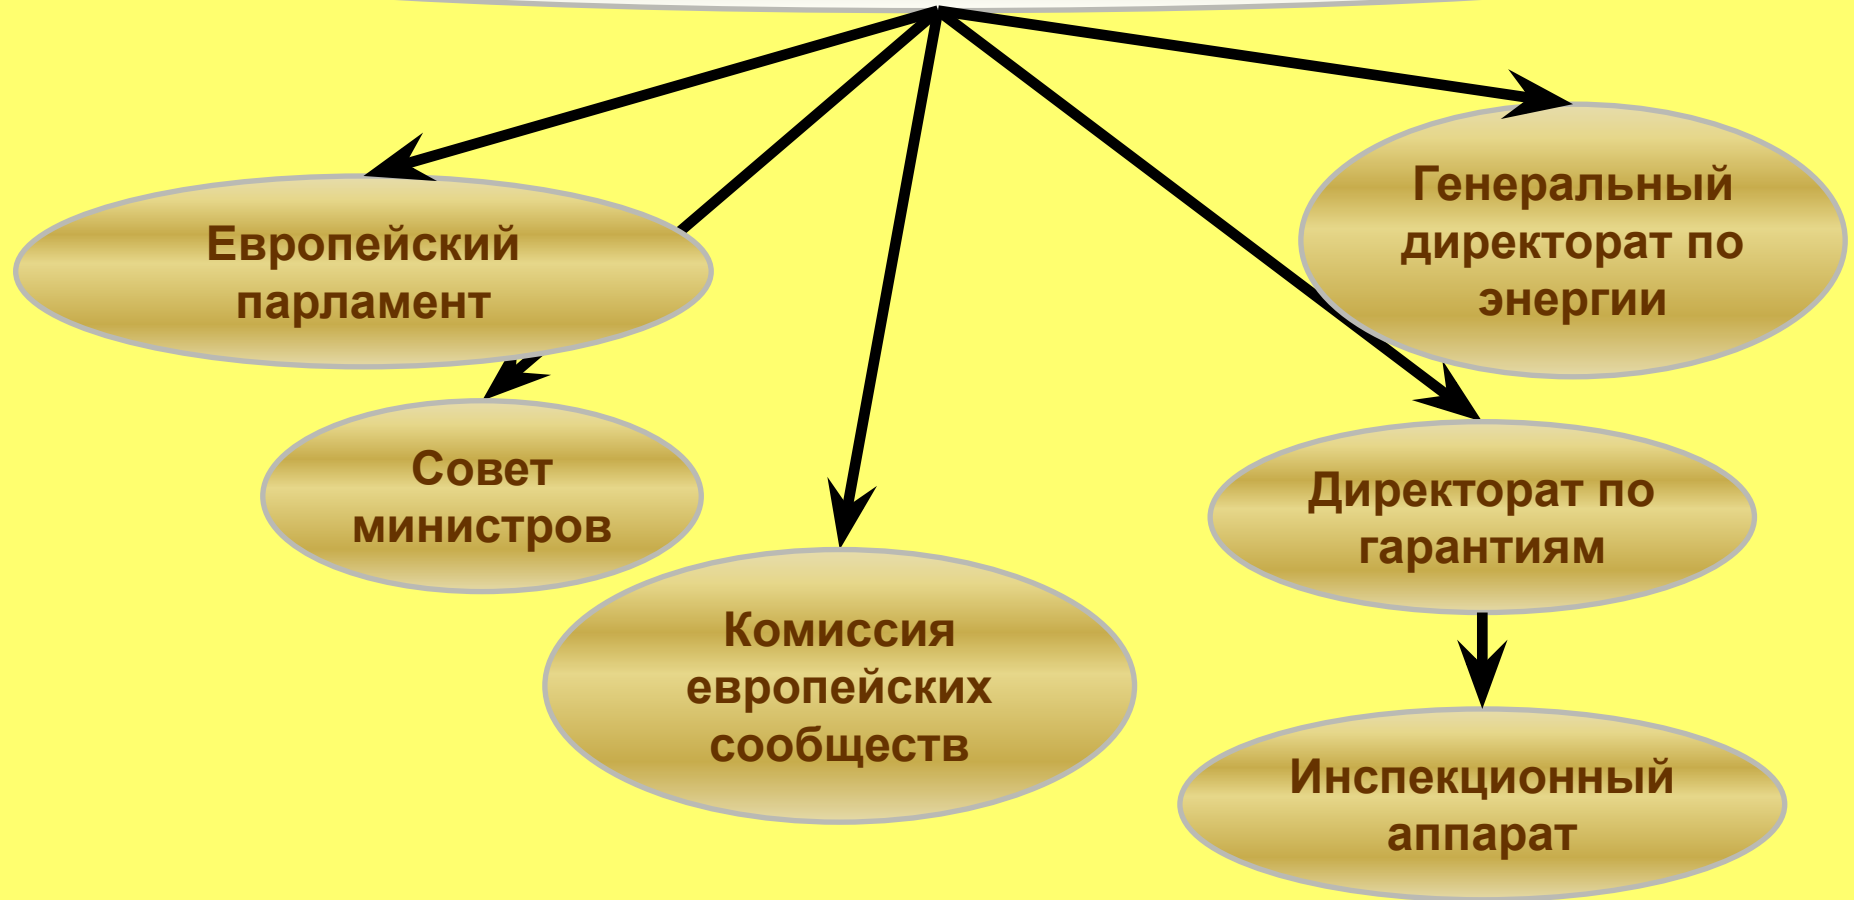 Европейский
парламент
Генеральный
директорат по
энергии
Совет
министров
Директорат по
гарантиям
Комиссия
европейских
сообществ
Инспекционный
аппарат